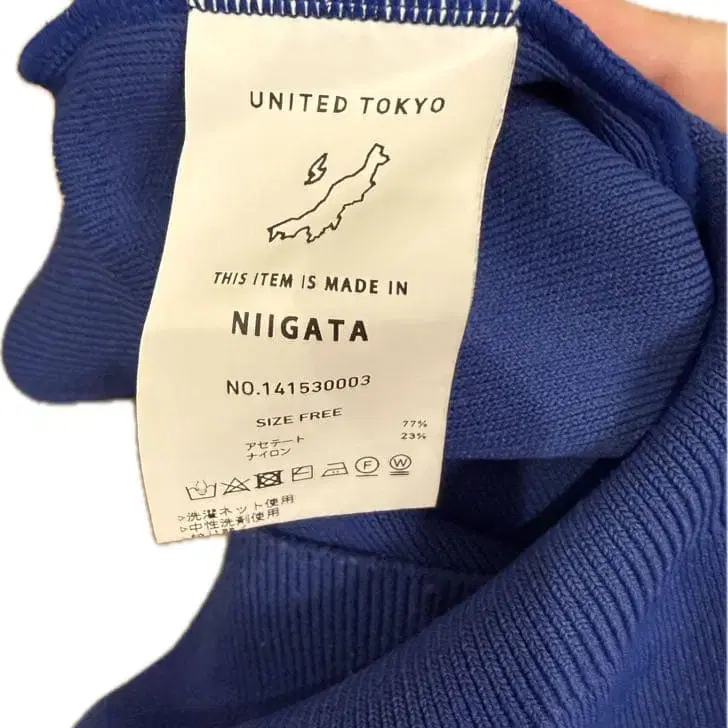 UNITED TOKYO
THIS ITEM IS MADE IN
NIIGATA
NO.141530003
SIZE FREE
アセテート 77%
ナイロン 23%
F W
▷洗濯ネット使用
▷中性洗剤使用